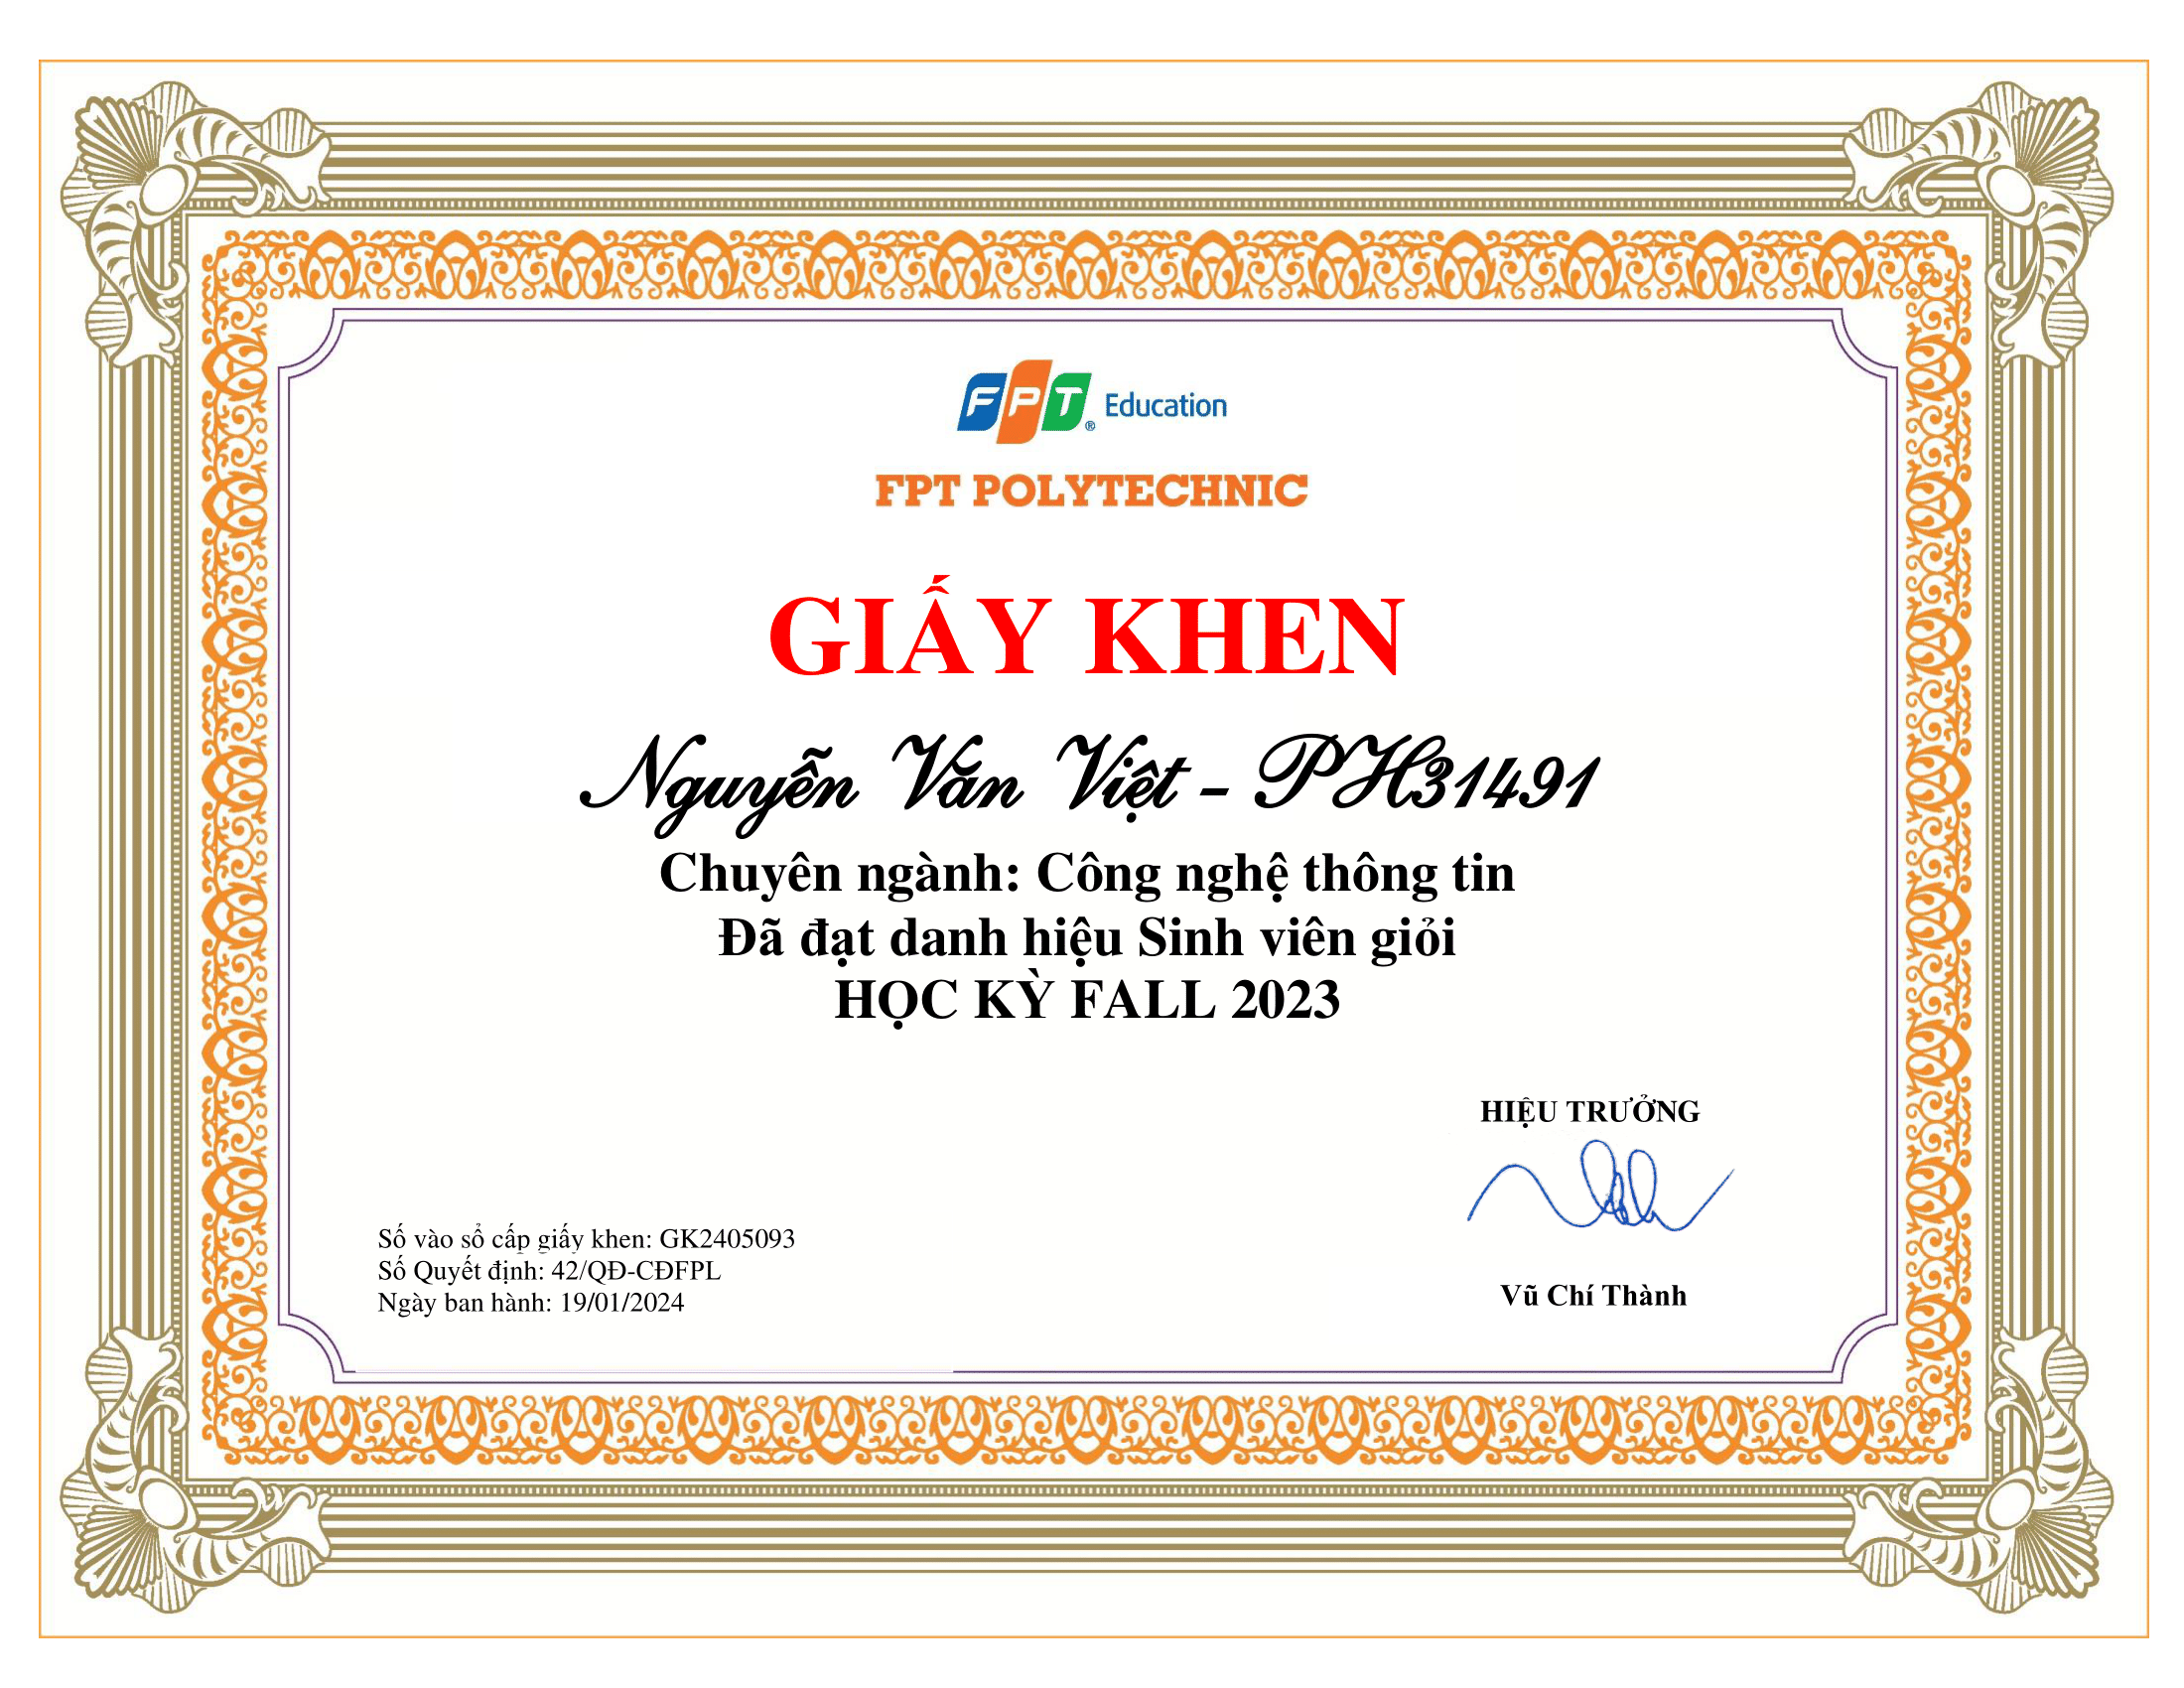 FPT Education
FPT POLYTECHNIC
GIẤY KHEN
Nguyễn Văn Việt - PH31491
Chuyên ngành: Công nghệ thông tin
Đã đạt danh hiệu Sinh viên giỏi
HỌC KỲ FALL 2023
HIỆU TRƯỞNG
Số vào sổ cấp giấy khen: GK2405093
Số Quyết định: 42/QĐ-CĐFPL
Ngày ban hành: 19/01/2024
Vũ Chí Thành